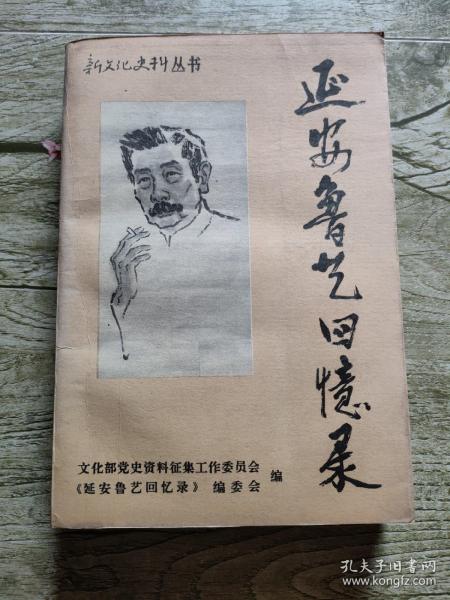 新文化史料丛书
延安鲁艺回憶录
文化部党史资料征集工作委员会
《延安鲁艺回忆录》 编委会
编
孔夫子旧书网
www.kongfz.com